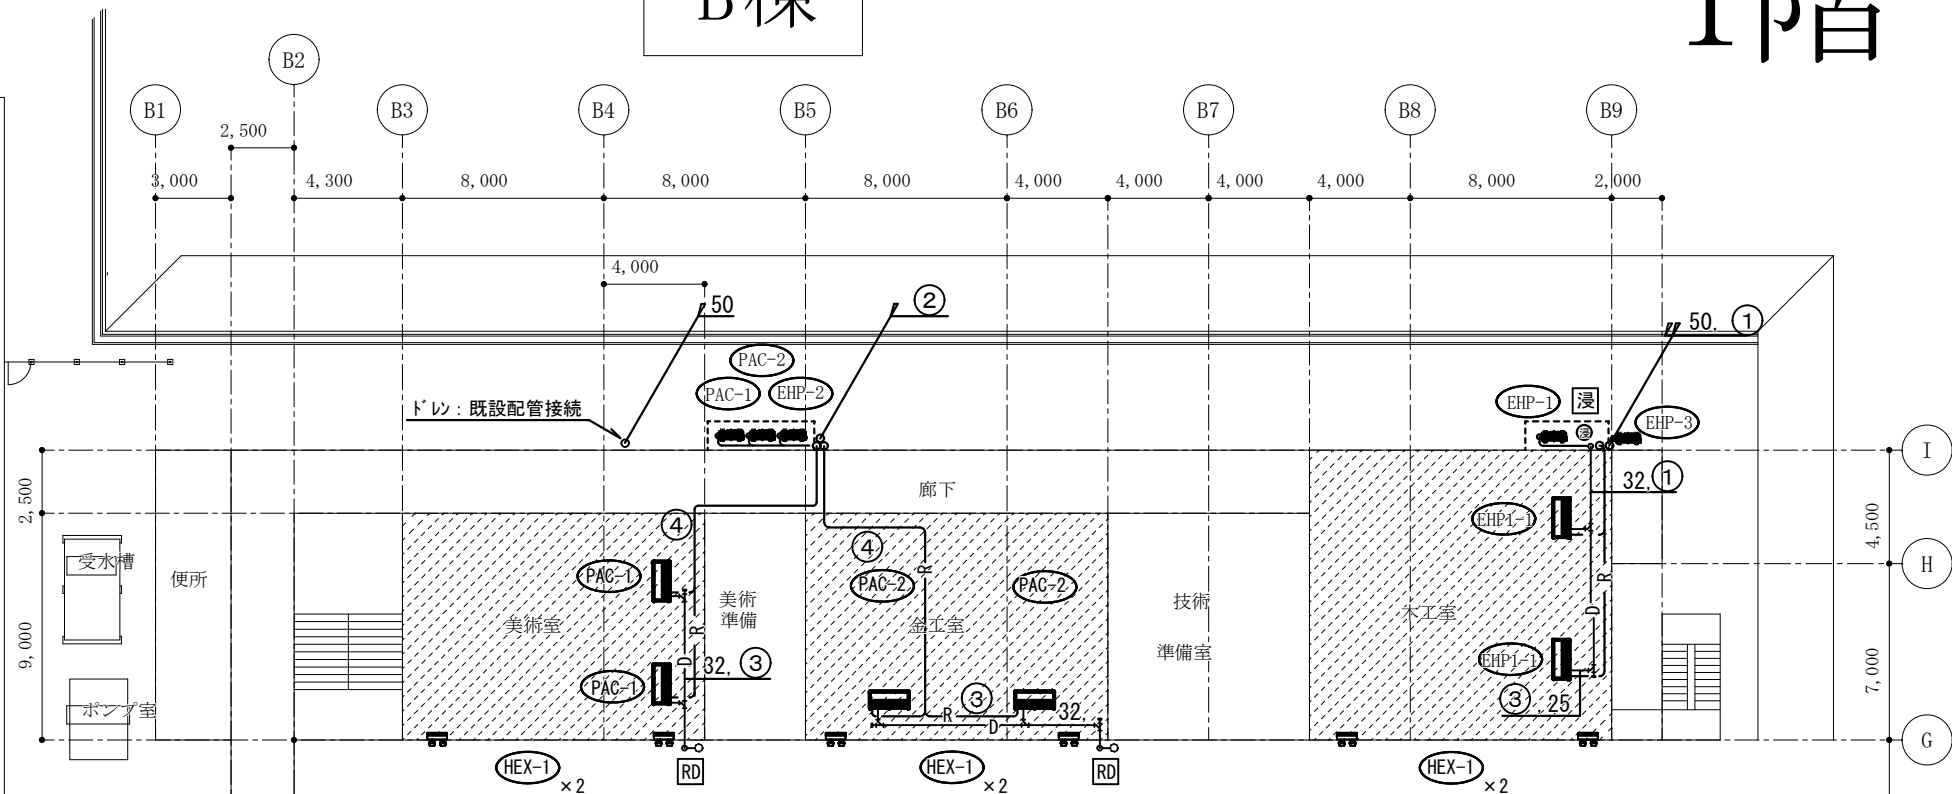 B棟
1階
B1
B2
B3
B4
B5
B6
B7
B8
B9
2,500
3,000
4,300
8,000
8,000
8,000
4,000
4,000
4,000
4,000
8,000
2,000
4,000
50
②
50, ①
PAC-2
PAC-1
EHP-2
EHP-1
浸
EHP-3
ドレン：既設配管接続
浸
I
2,500
廊下
32, ①
4,500
④
④
EHP1-1
H
受水槽
便所
PAC-1
PAC-2
R
PAC-2
R
美術
準備
技術
D
木工室
美術室
R
金工室
9,000
準備室
D
32, ③
EHP1-1
7,000
PAC-1
③
③, 25
ポンプ室
R
D
32,
G
HEX-1
×2
RD
HEX-1
×2
RD
HEX-1
×2